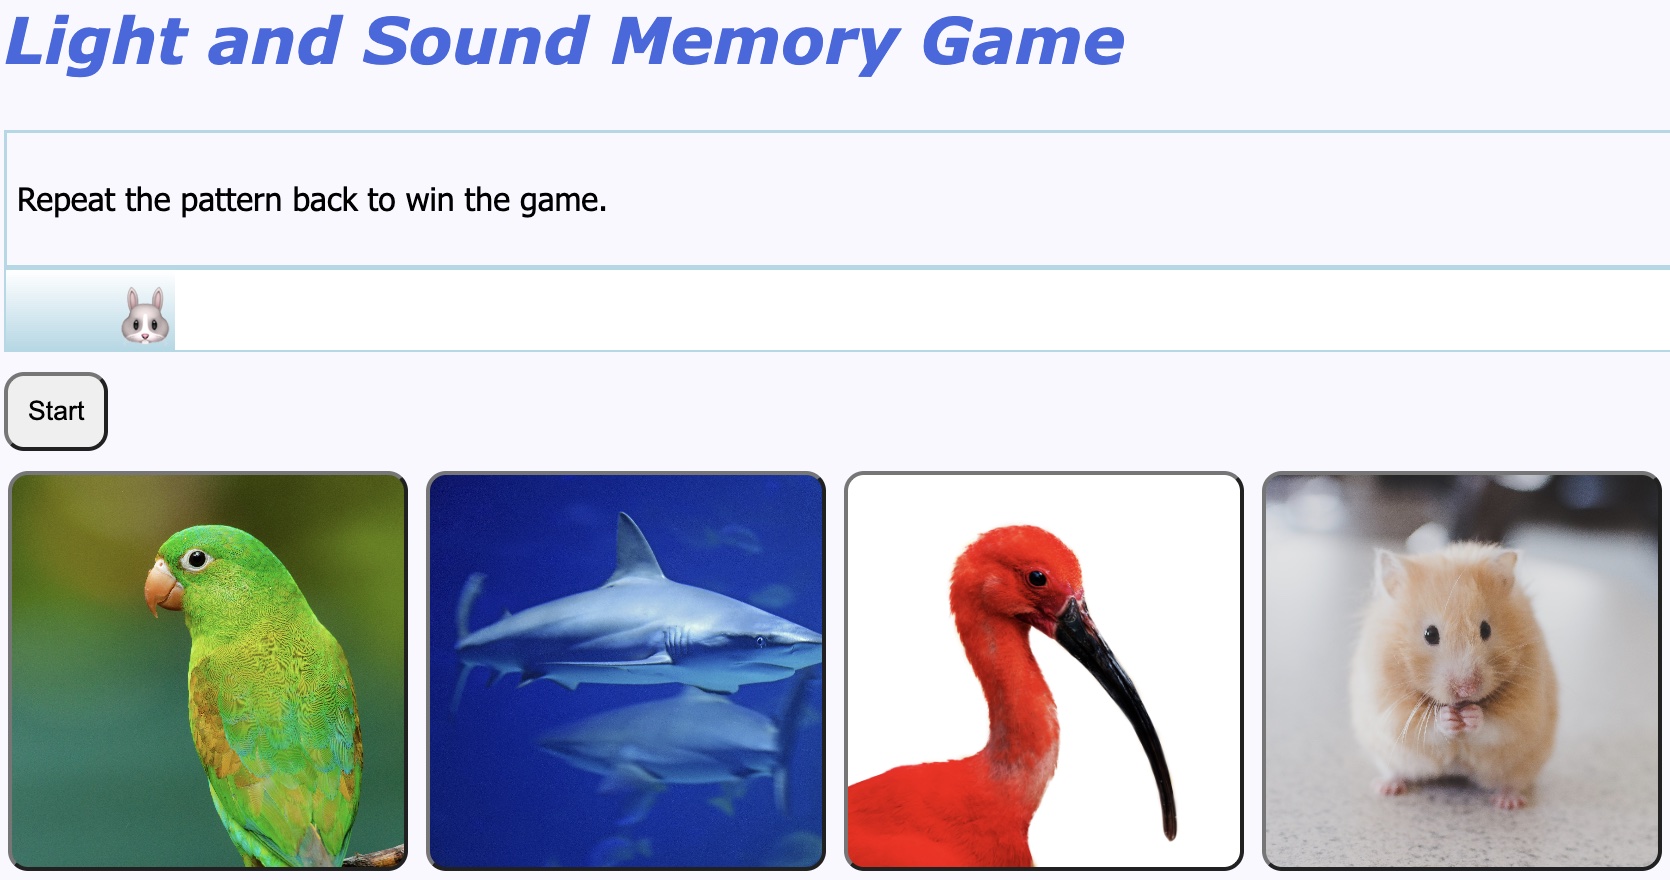 Light and Sound Memory Game
Repeat the pattern back to win the game.
Start